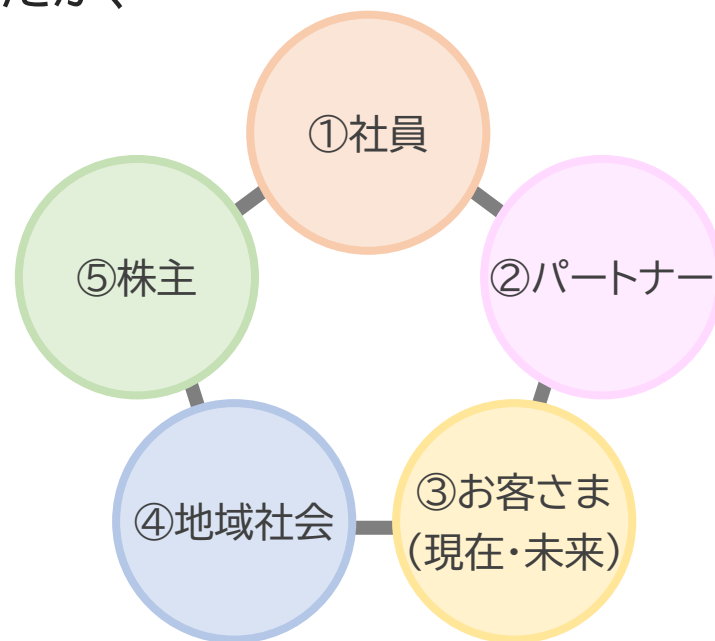 ①社員
②パートナー
③お客さま
(現在・未来)
④地域社会
⑤株主